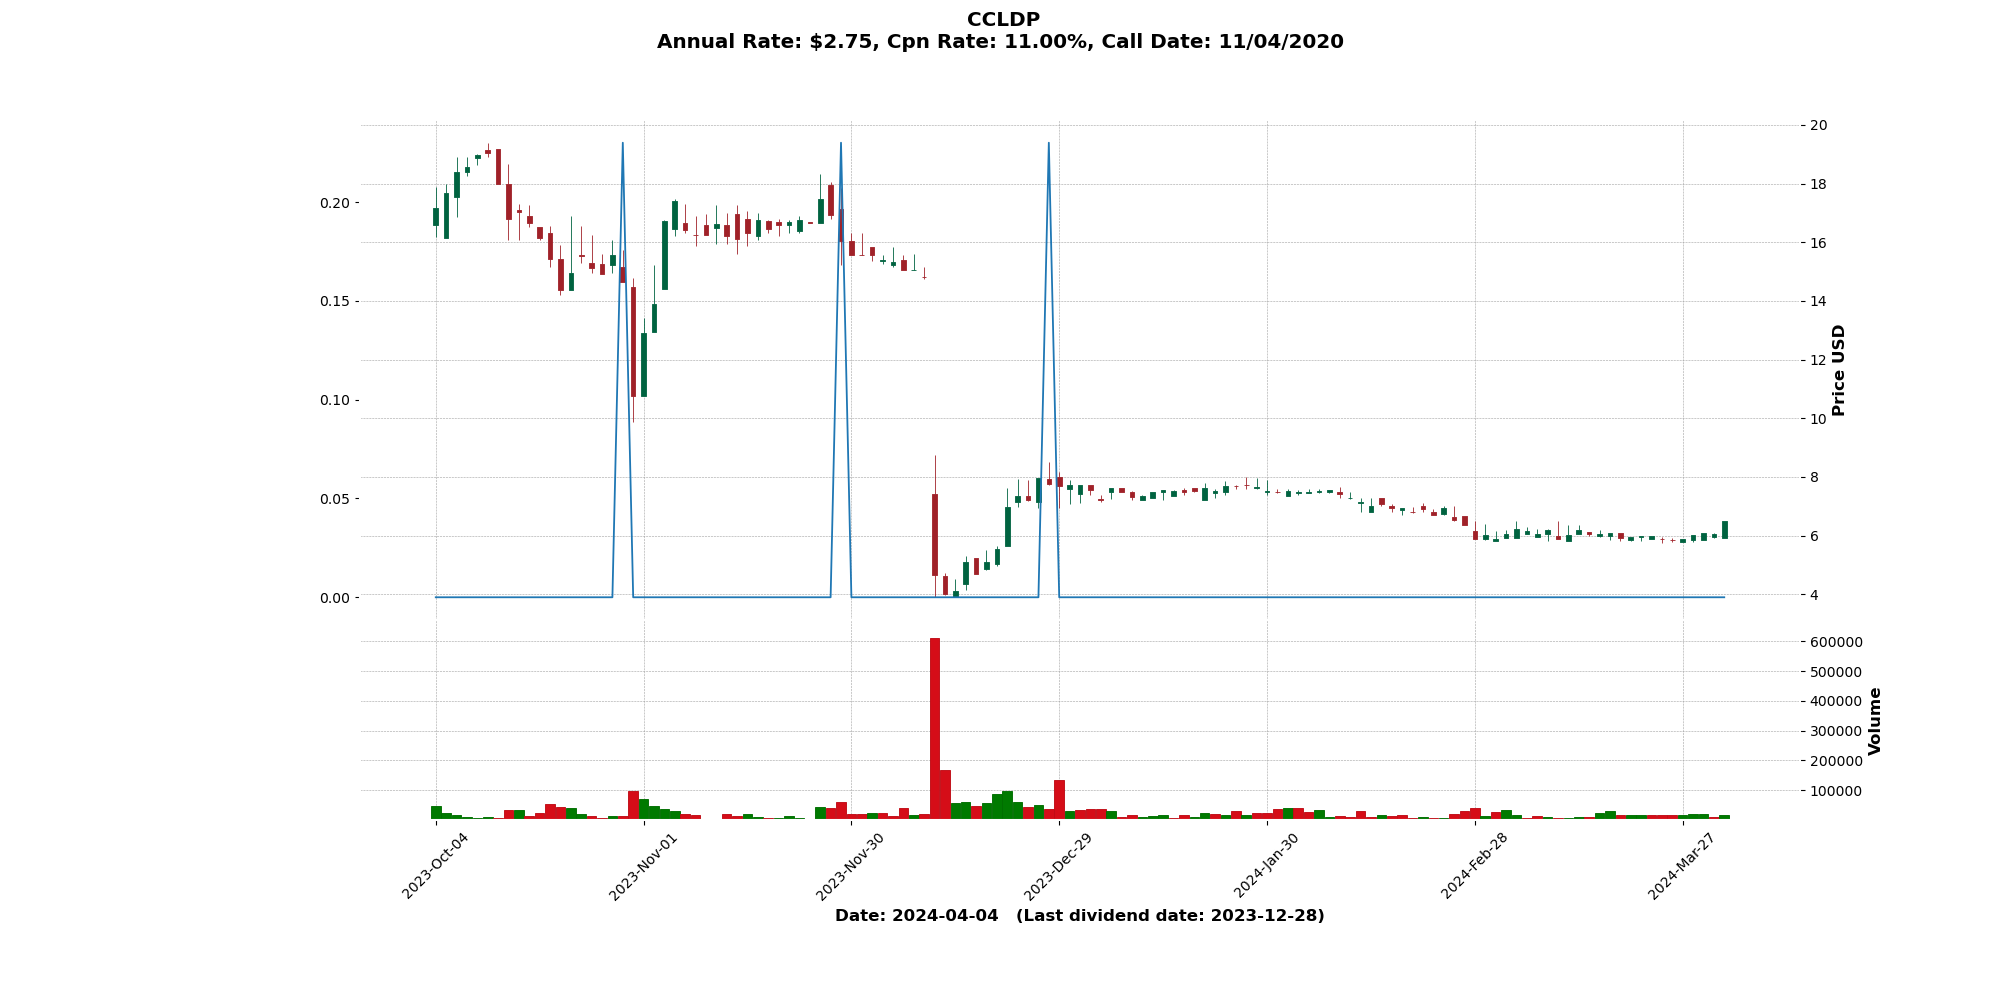 CCLDP
Annual Rate: $2.75, Cpn Rate: 11.00%, Call Date: 11/04/2020
0.20
0.15
0.10
0.05
0.00
20
18
16
14
12
10
8
6
4
Price USD
600000
500000
400000
300000
200000
100000
Volume
2023-Oct-04
2023-Nov-01
2023-Nov-30
2023-Dec-29
2024-Jan-30
2024-Feb-28
2024-Mar-27
Date: 2024-04-04 (Last dividend date: 2023-12-28)